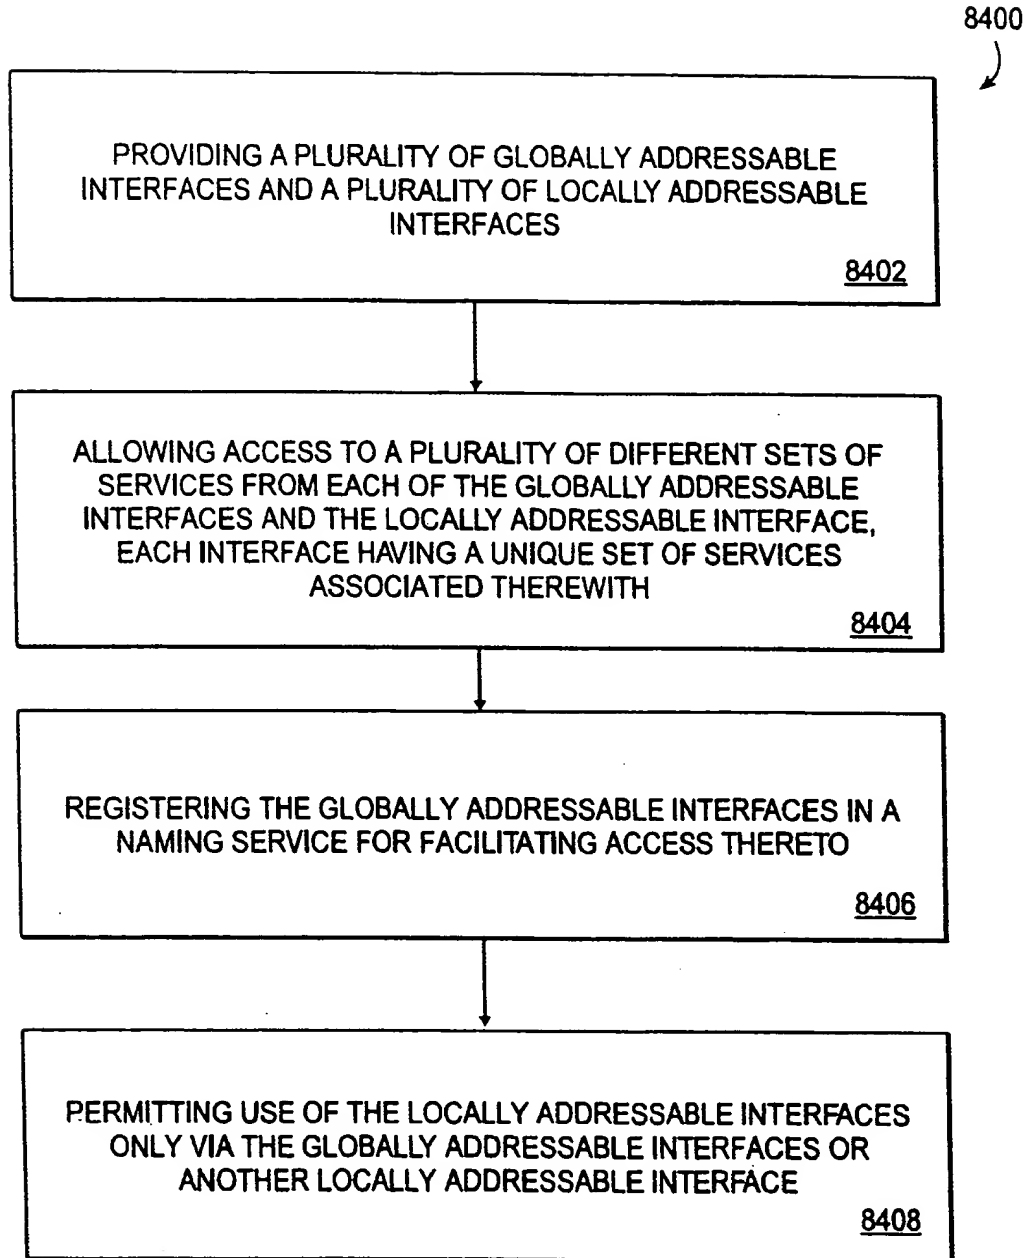 8400
PROVIDING A PLURALITY OF GLOBALLY ADDRESSABLE
INTERFACES AND A PLURALITY OF LOCALLY ADDRESSABLE
INTERFACES
8402
ALLOWING ACCESS TO A PLURALITY OF DIFFERENT SETS OF
SERVICES FROM EACH OF THE GLOBALLY ADDRESSABLE
INTERFACES AND THE LOCALLY ADDRESSABLE INTERFACE,
EACH INTERFACE HAVING A UNIQUE SET OF SERVICES
ASSOCIATED THEREWITH
8404
REGISTERING THE GLOBALLY ADDRESSABLE INTERFACES IN A
NAMING SERVICE FOR FACILITATING ACCESS THERETO
8406
PERMITTING USE OF THE LOCALLY ADDRESSABLE INTERFACES
ONLY VIA THE GLOBALLY ADDRESSABLE INTERFACES OR
ANOTHER LOCALLY ADDRESSABLE INTERFACE
8408